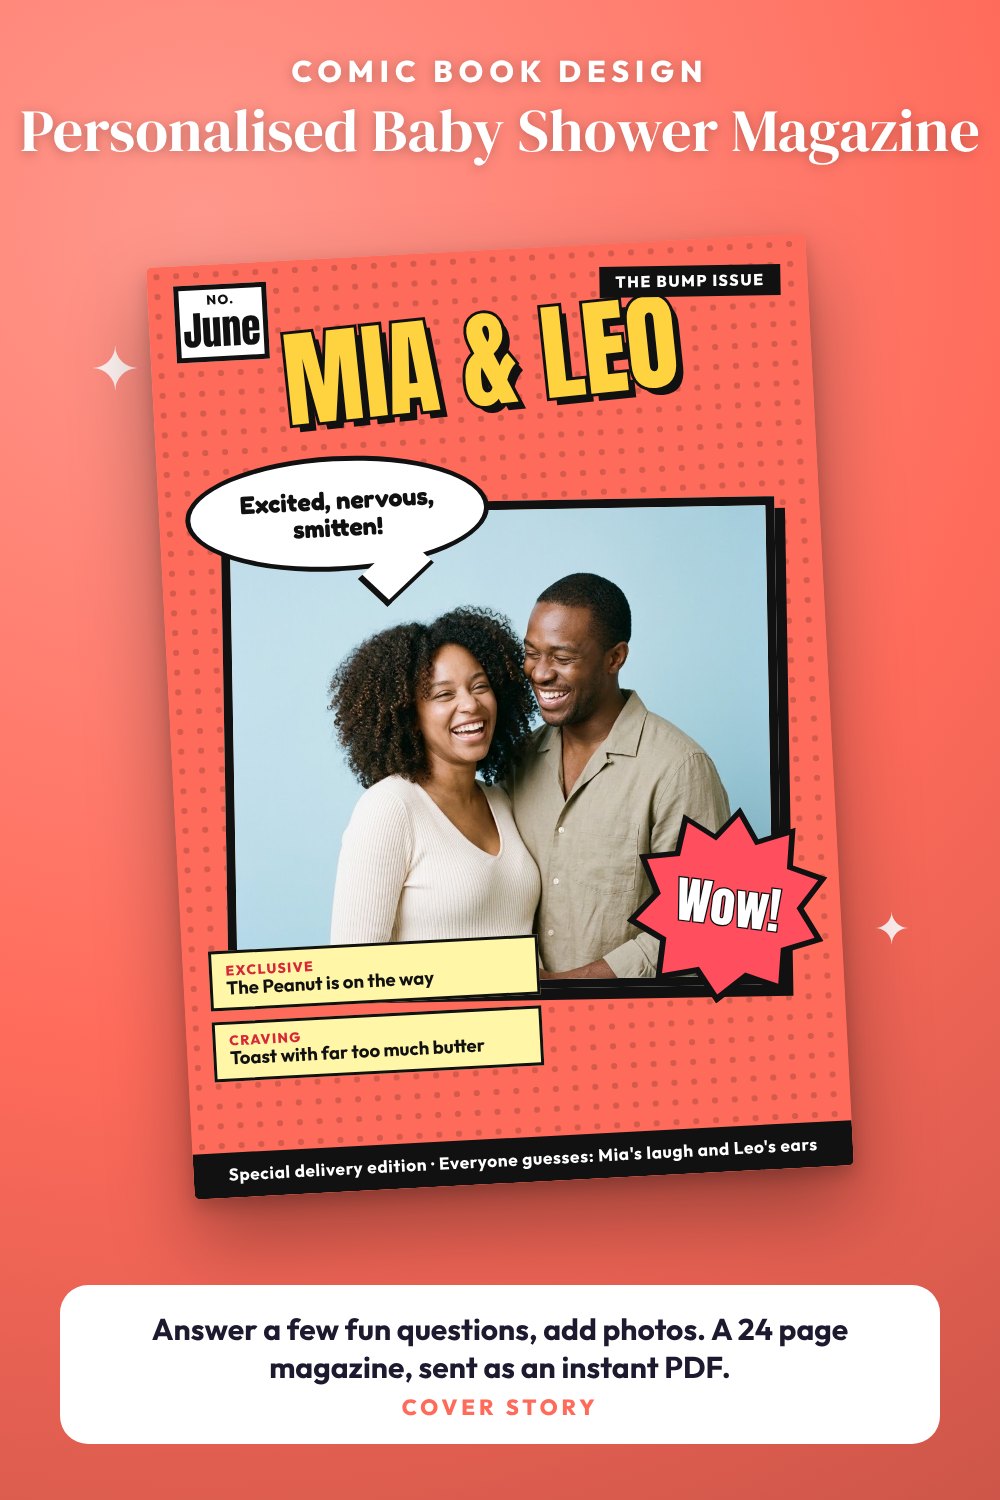 COMIC BOOK DESIGN
Personalised Baby Shower Magazine
THE BUMP ISSUE
NO.
June
MIA & LEO
Excited, nervous,
smitten!
Wow!
EXCLUSIVE
The Peanut is on the way
CRAVING
Toast with far too much butter
Special delivery edition · Everyone guesses: Mia's laugh and Leo's ears
Answer a few fun questions, add photos. A 24 page
magazine, sent as an instant PDF.
COVER STORY